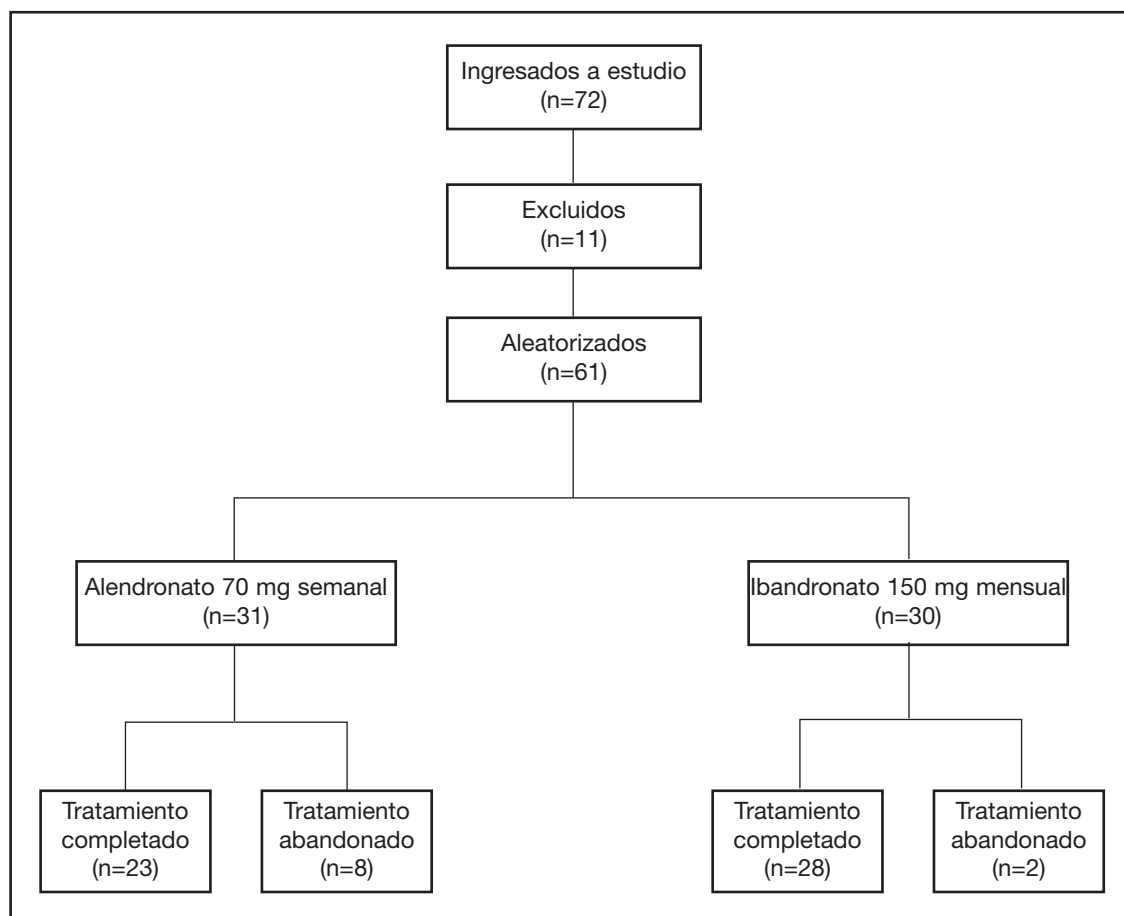 Ingresados a estudio
(n=72)
Excluidos
(n=11)
Aleatorizados
(n=61)
Alendronato 70 mg semanal
(n=31)
Ibandronato 150 mg mensual
(n=30)
Tratamiento
completado
(n=23)
Tratamiento
abandonado
(n=8)
Tratamiento
completado
(n=28)
Tratamiento
abandonado
(n=2)